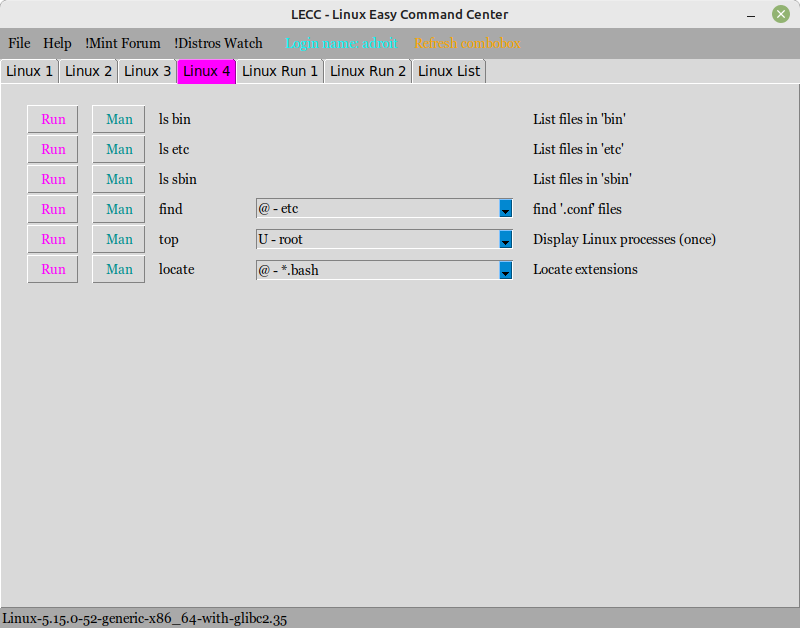 LECC - Linux Easy Command Center
File Help !Mint Forum !Distros Watch Login name: adroit Refresh combobox
Linux 1 Linux 2 Linux 3 Linux 4 Linux Run 1 Linux Run 2 Linux List
Run Man ls bin List files in 'bin'
Run Man ls etc List files in 'etc'
Run Man ls sbin List files in 'sbin'
Run Man find @ - etc find '.conf' files
Run Man top U - root Display Linux processes (once)
Run Man locate @ - *.bash Locate extensions
Linux-5.15.0-52-generic-x86_64-with-glibc2.35